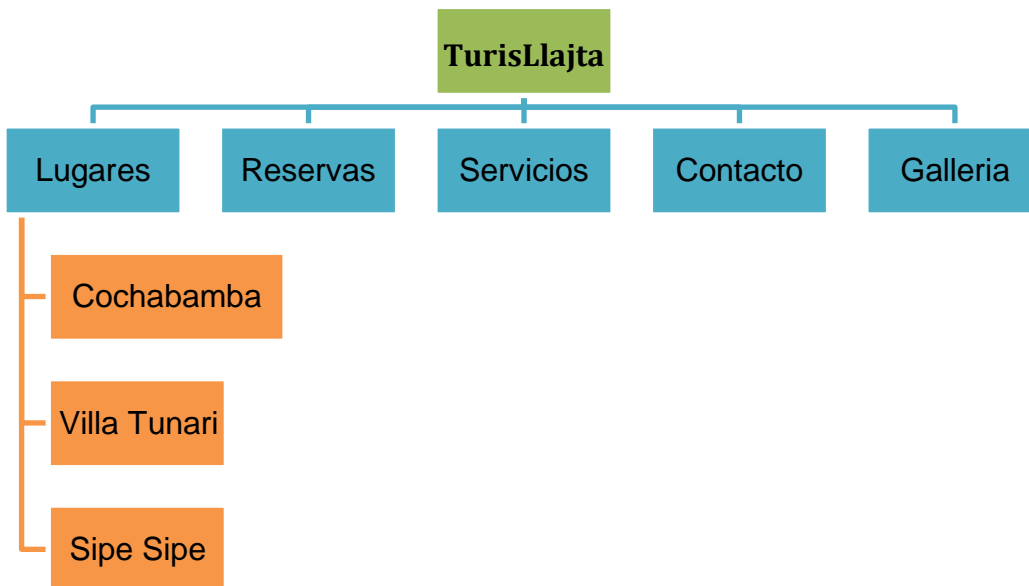 TurisLlajta
Lugares
Reservas
Servicios
Contacto
Galleria
Cochabamba
Villa Tunari
Sipe Sipe